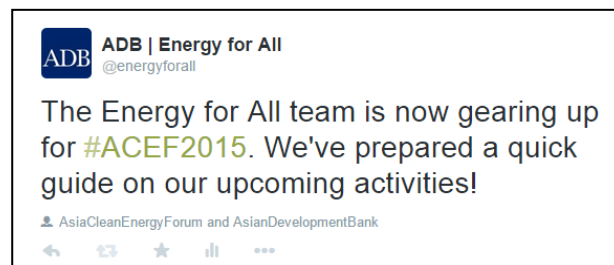 ADB
ADB | Energy for All
@energyforall
The Energy for All team is now gearing up
for #ACEF2015. We've prepared a quick
guide on our upcoming activities!
AsiaCleanEnergyForum and AsianDevelopmentBank